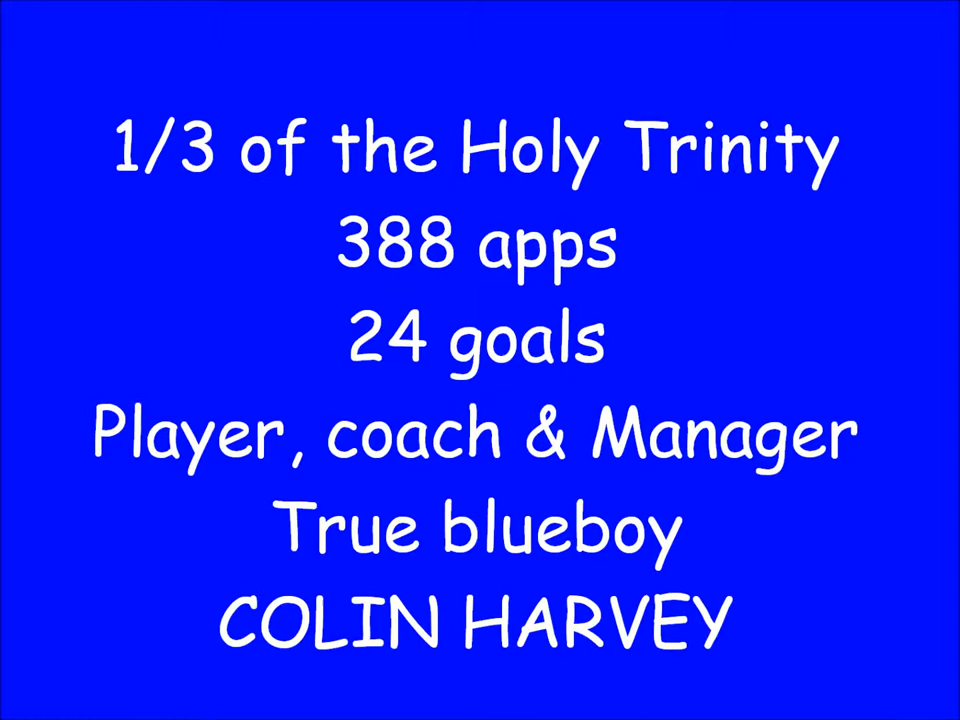 1/3 of the Holy Trinity
388 apps
24 goals
Player, coach & Manager
True blueboy
COLIN HARVEY